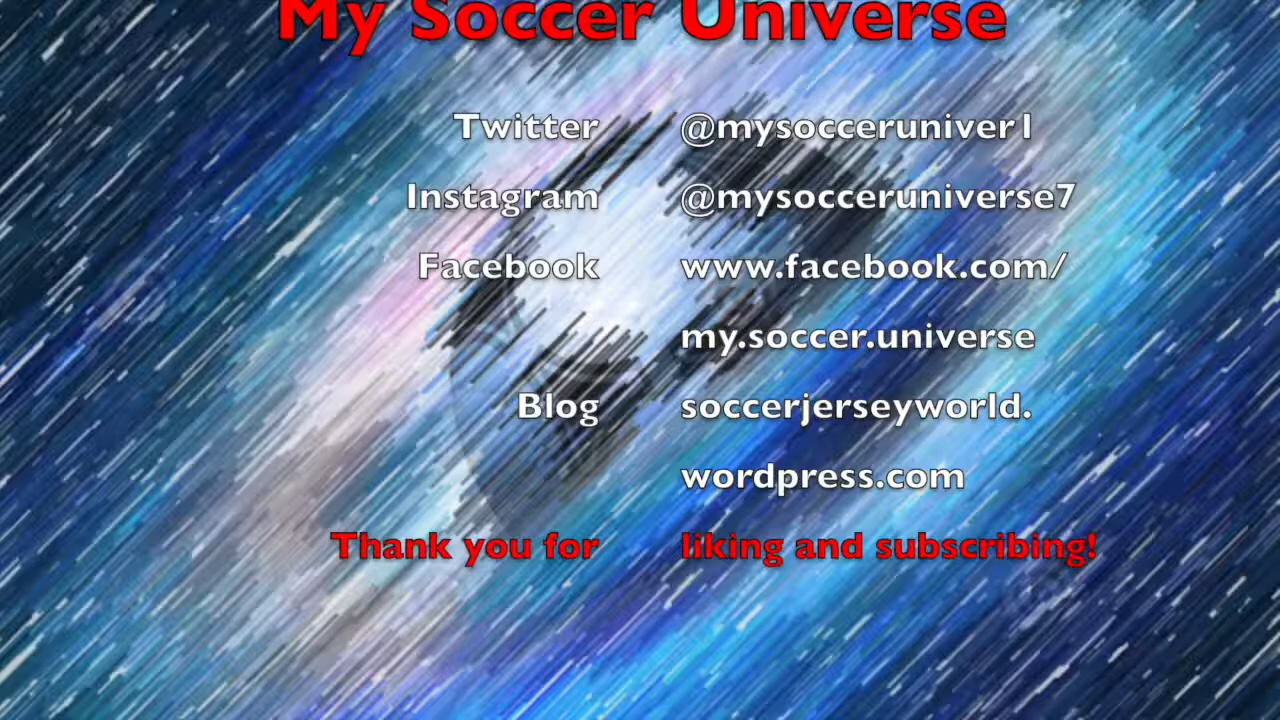 My Soccer Universe
Twitter @mysocceruniver1
Instagram @mysocceruniverse7
Facebook www.facebook.com/
my.soccer.universe
Blog soccerjerseyworld.
wordpress.com
Thank you for liking and subscribing!